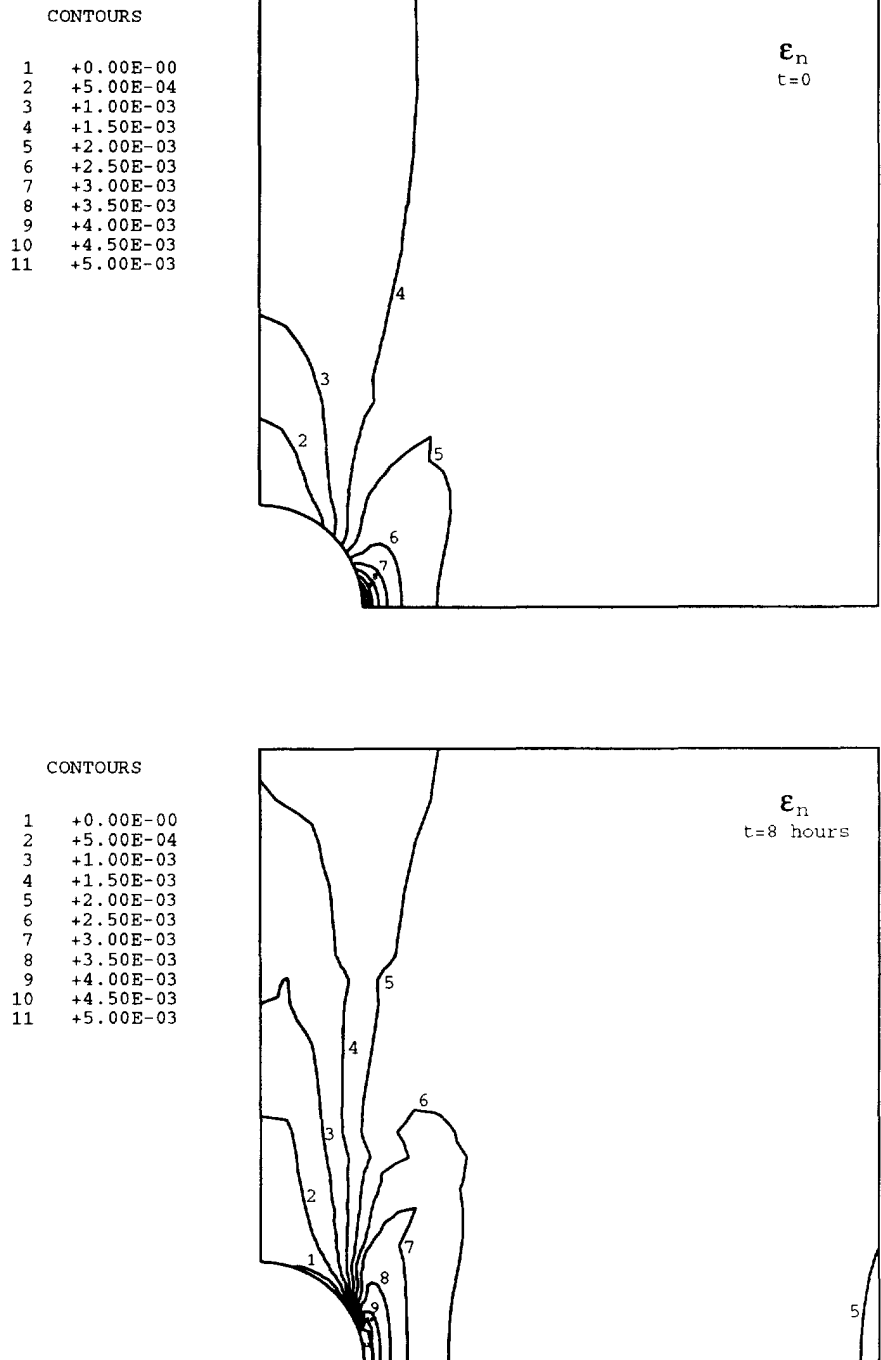 CONTOURS
1 +0.00E-00
2 +5.00E-04
3 +1.00E-03
4 +1.50E-03
5 +2.00E-03
6 +2.50E-03
7 +3.00E-03
8 +3.50E-03
9 +4.00E-03
10 +4.50E-03
11 +5.00E-03
εn
t=0
4
3
2
5
6
7
CONTOURS
1 +0.00E-00
2 +5.00E-04
3 +1.00E-03
4 +1.50E-03
5 +2.00E-03
6 +2.50E-03
7 +3.00E-03
8 +3.50E-03
9 +4.00E-03
10 +4.50E-03
11 +5.00E-03
εn
t=8 hours
5
4
6
3
2
7
1
8
9
5